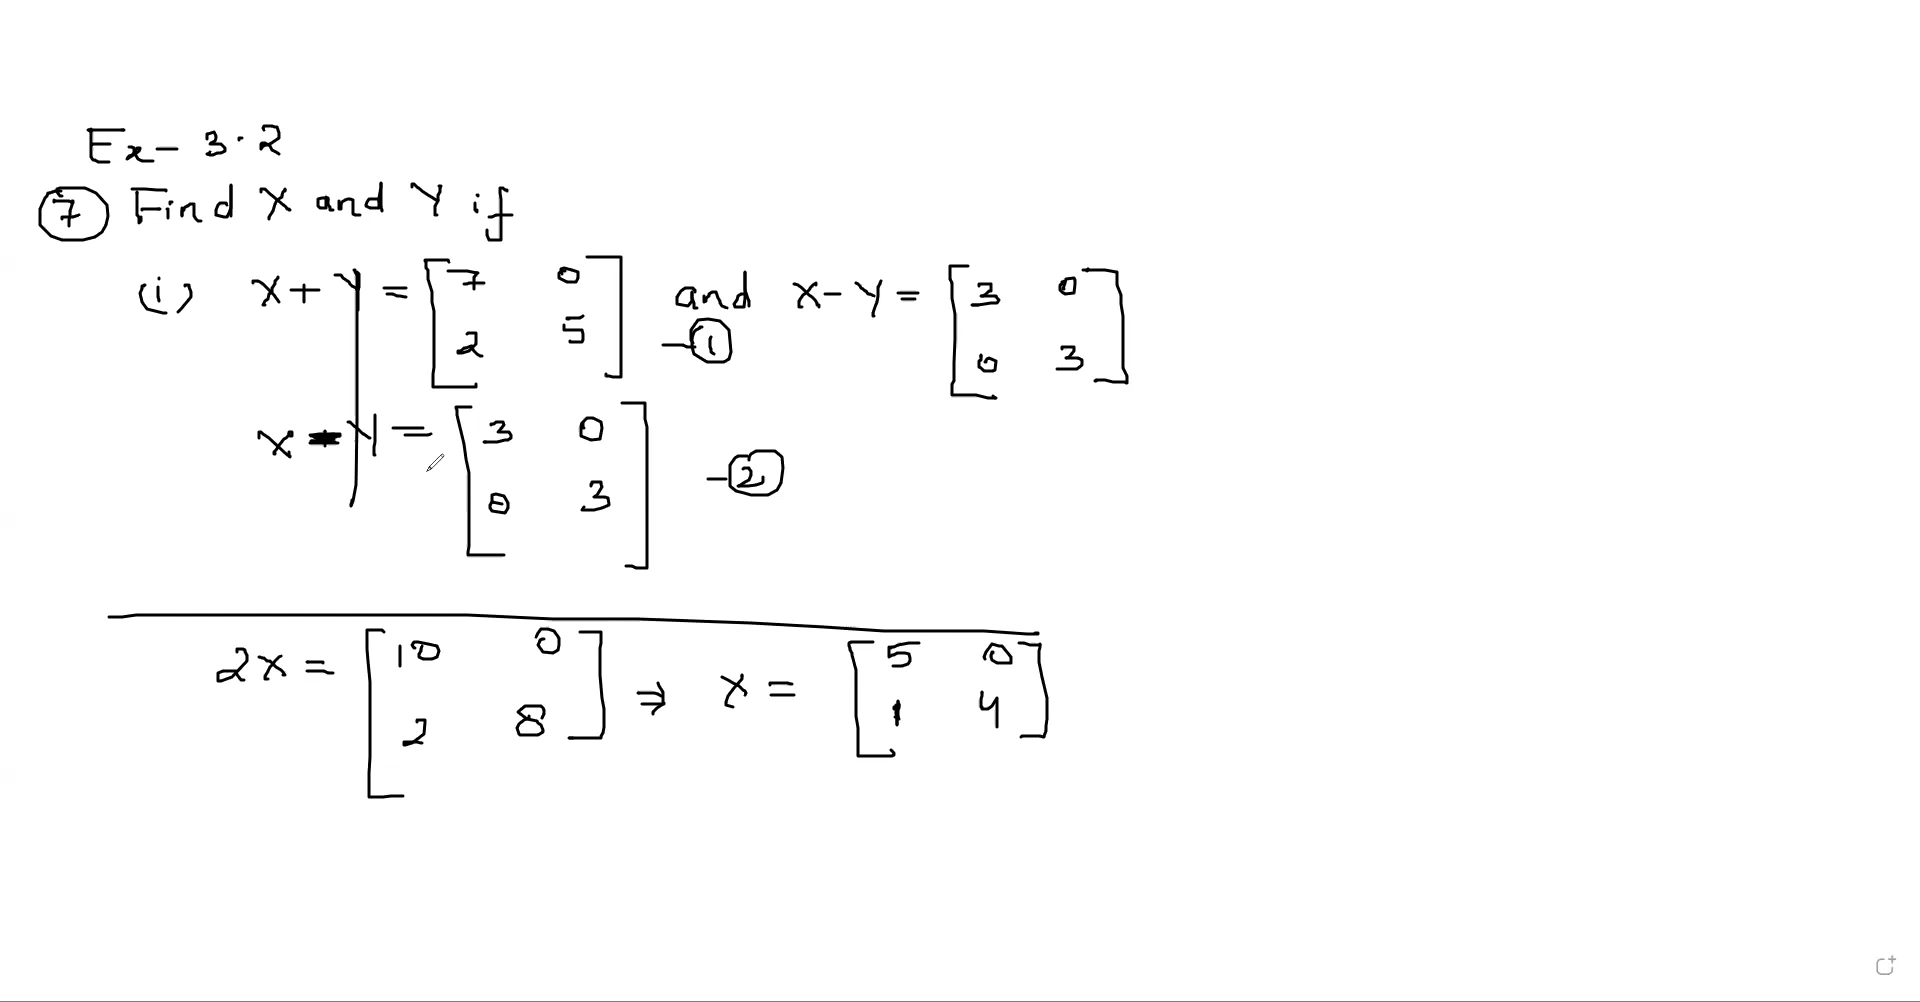 Ex- 3.2
7 Find X and Y if
(i) X+Y = [7 0 2 5] -1 and X-Y = [3 0 0 3]
X-Y = [3 0 0 3] -2
2X = [10 0 2 8] ⇒ X = [5 0 1 4]